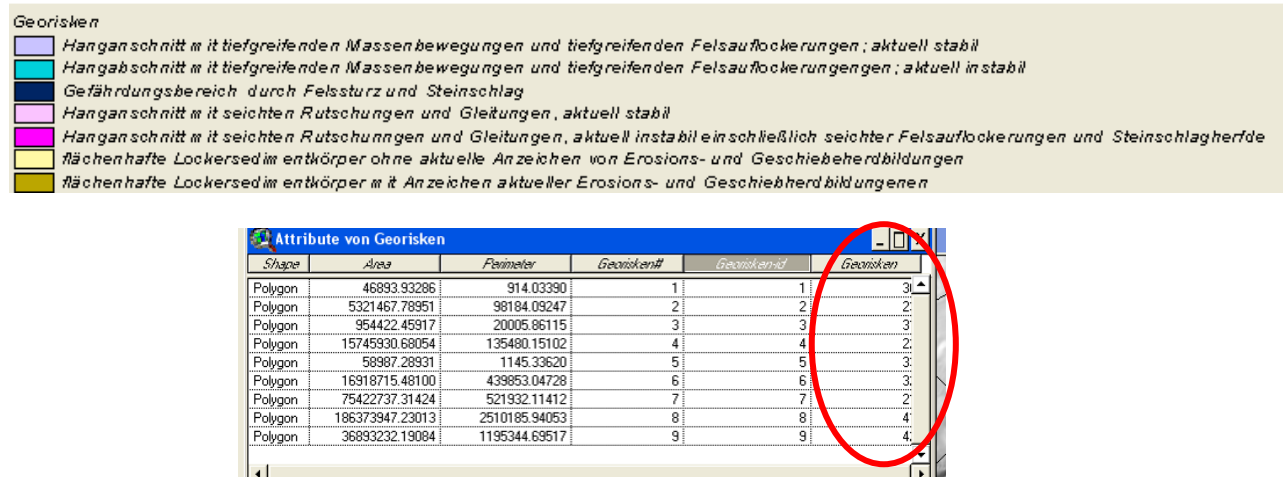 Georisken
Hanganschnitt mit tiefgreifenden Massenbewegungen und tiefgreifenden Felsauflockerungen; aktuell stabil
Hangabschnitt mit tiefgreifenden Massenbewegungen und tiefgreifenden Felsauflockerungengen; aktuell instabil
Gefährdungsbereich durch Felssturz und Steinschlag
Hanganschnitt mit seichten Rutschungen und Gleitungen, aktuell stabil
Hanganschnitt mit seichten Rutschunngen und Gleitungen, aktuell instabil einschließlich seichter Felsauflockerungen und Steinschlagherfde
flächenhafte Lockersedimentkörper ohne aktuelle Anzeichen von Erosions- und Geschiebeherdbildungen
flächenhafte Lockersedimentkörper mit Anzeichen aktueller Erosions- und Geschiebherdbildungenen
Attribute von Georisken
Shape Area Perimeter Georisken# Georisken-id Georisken
Polygon 46893.93286 914.03390 1 1
Polygon 5321467.78951 98184.09247 2 2
Polygon 954422.45917 20005.86115 3 3
Polygon 15745930.68054 135480.15102 4 4
Polygon 58987.28931 1145.33620 5 5
Polygon 16918715.48100 439853.04728 6 6
Polygon 75422737.31424 521932.11412 7 7
Polygon 186373947.23013 2510185.94053 8 8
Polygon 36893232.19084 1195344.69517 9 9